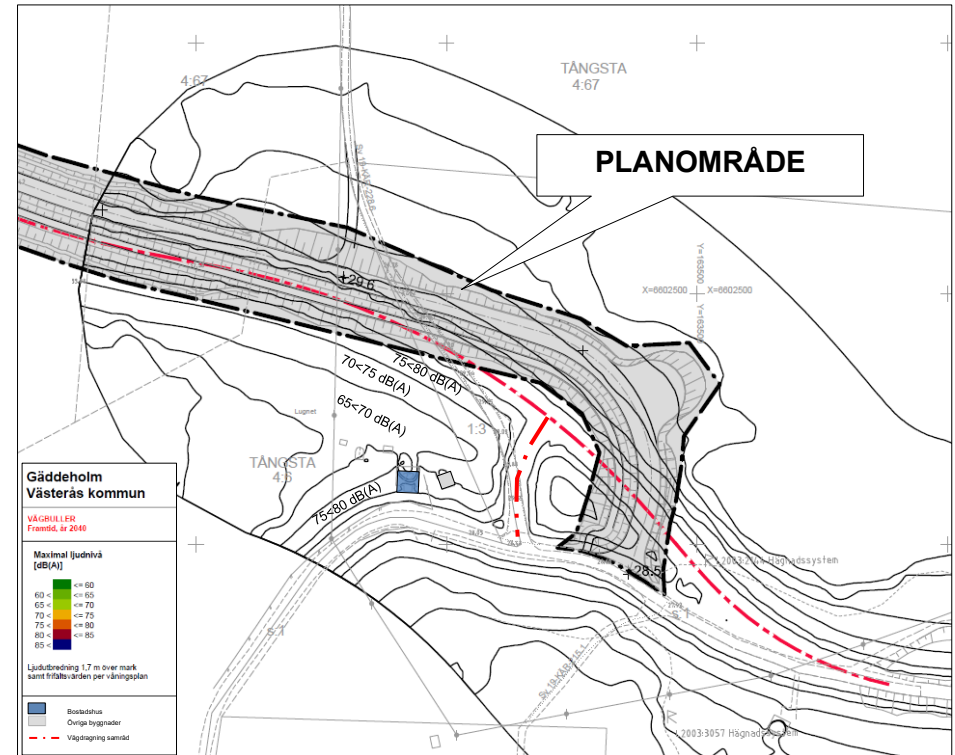 4:67
TÅNGSTA
4:67
PLANOMRÅDE
Y=163500
X=6602500
X=6602500
29.6
75<80 dB(A)
70<75 dB(A)
65<70 dB(A)
Lugnet
1:3
TÅNGSTA
4:6
75<80 dB(A)
28.5
L2003:3057 Hägnadssystem
s:1
Gäddeholm
Västerås kommun
VÄGBULLER
Framtid, år 2040
Maximal ljudnivå
[dB(A)]
<= 60
60 < <= 65
65 < <= 70
70 < <= 75
75 < <= 80
80 < <= 85
85 <
Ljudutbredning 1,7 m över mark
samt frifältsvärden per våningsplan
Bostadshus
Övriga byggnader
Vägdragning samråd